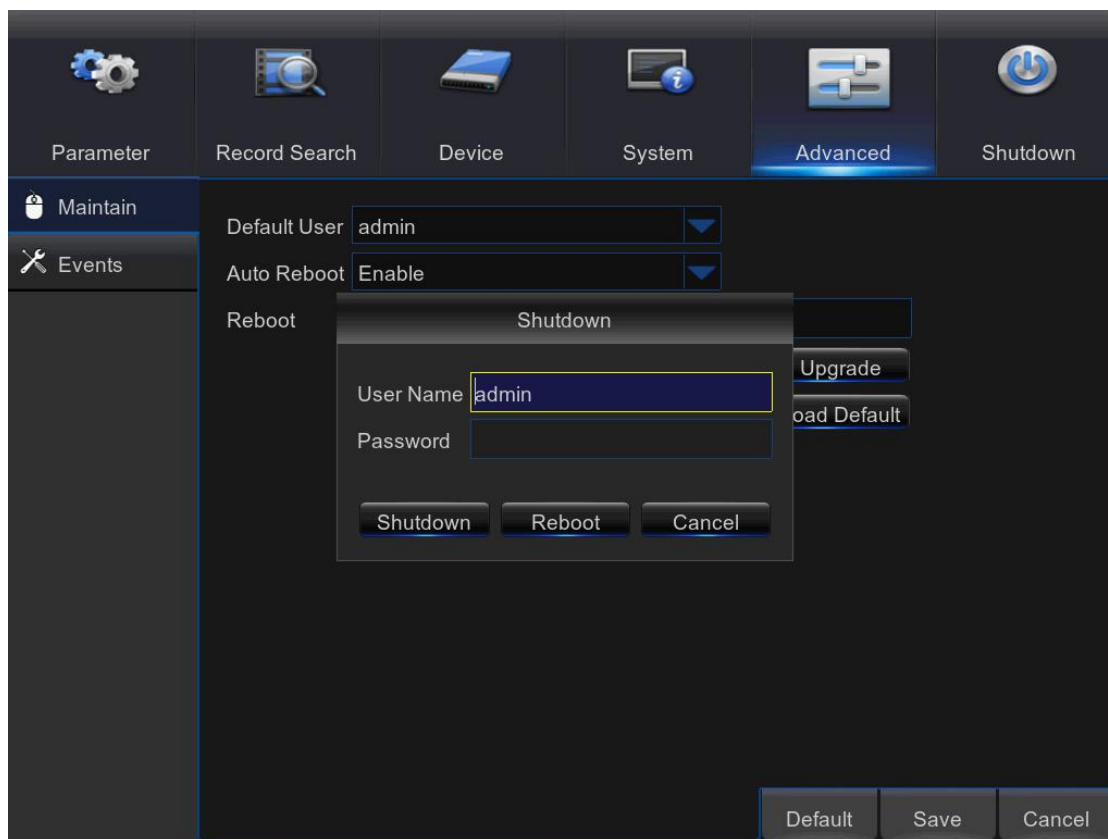 Parameter Record Search Device System Advanced Shutdown
Maintain
Events
Default User admin
Auto Reboot Enable
Reboot
Shutdown
User Name admin
Password
Shutdown Reboot Cancel
Upgrade
oad Default
Default Save Cancel